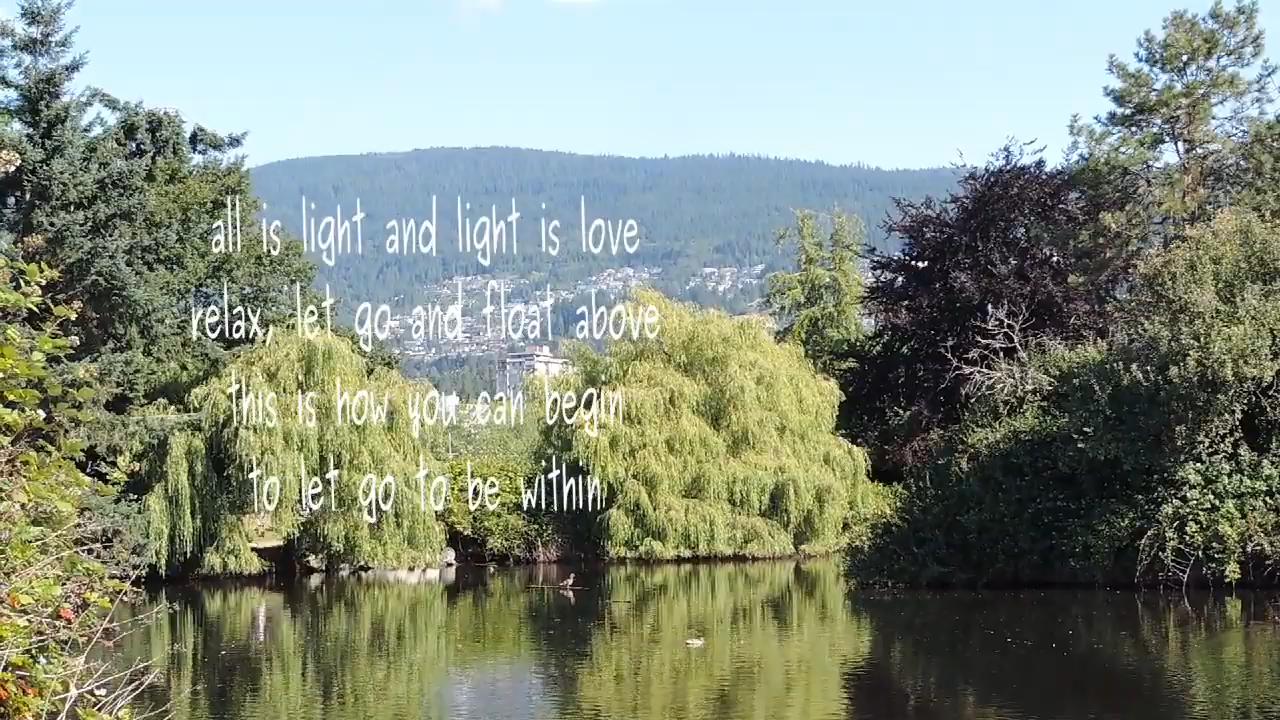 all is light and light is love
relax, let go and float above
this is how you can begin
to let go to be within